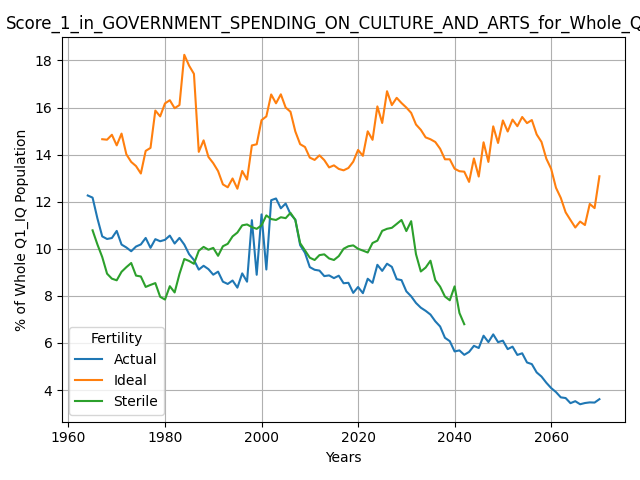 Score_1_in_GOVERNMENT_SPENDING_ON_CULTURE_AND_ARTS_for_Whole_Q
% of Whole Q1_IQ Population
18
16
14
12
10
8
6
4
Fertility
Actual
Ideal
Sterile
1960 1980 2000 2020 2040 2060
Years